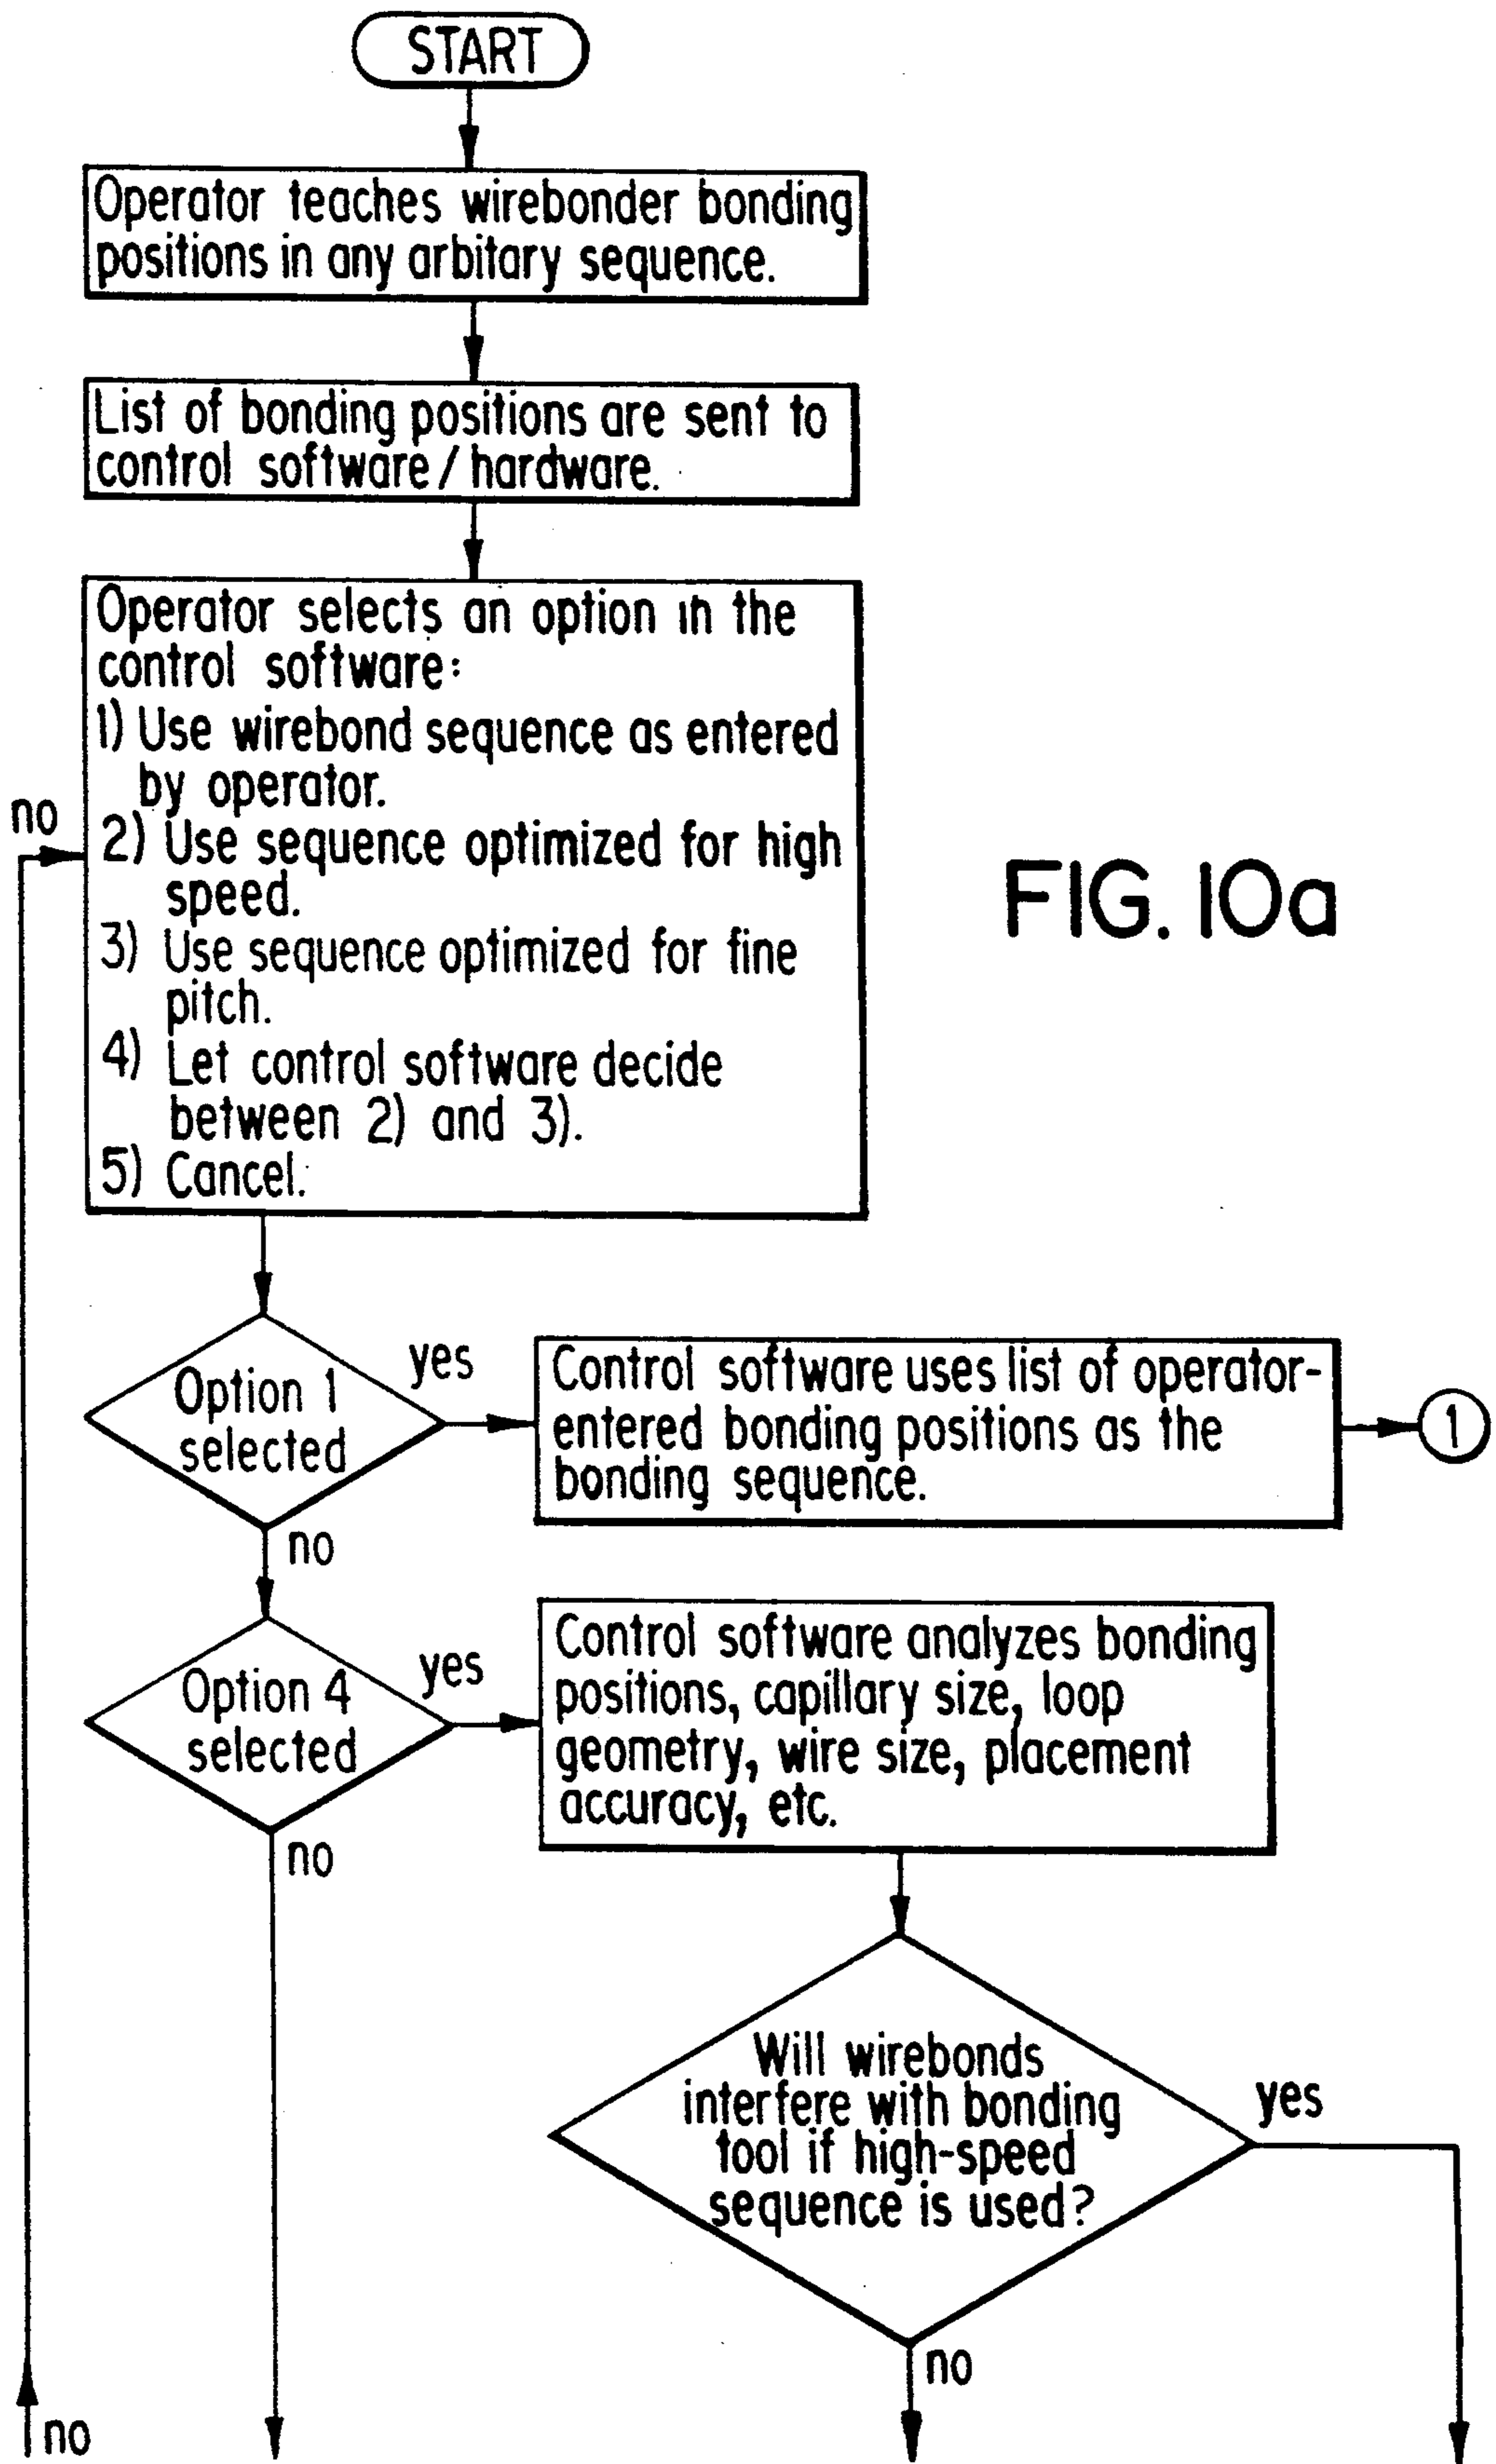 START
Operator teaches wirebonder bonding
positions in any arbitary sequence.
List of bonding positions are sent to
control software / hardware.
Operator selects an option in the
control software:
1) Use wirebond sequence as entered
by operator.
2) Use sequence optimized for high
speed.
3) Use sequence optimized for fine
pitch.
4) Let control software decide
between 2) and 3).
5) Cancel.
no
FIG. 10a
Option 1
selected
yes
Control software uses list of operator-
entered bonding positions as the
bonding sequence.
1
no
Option 4
selected
yes
Control software analyzes bonding
positions, capillary size, loop
geometry, wire size, placement
accuracy, etc.
no
Will wirebonds
interfere with bonding
tool if high-speed
sequence is used?
yes
no
no